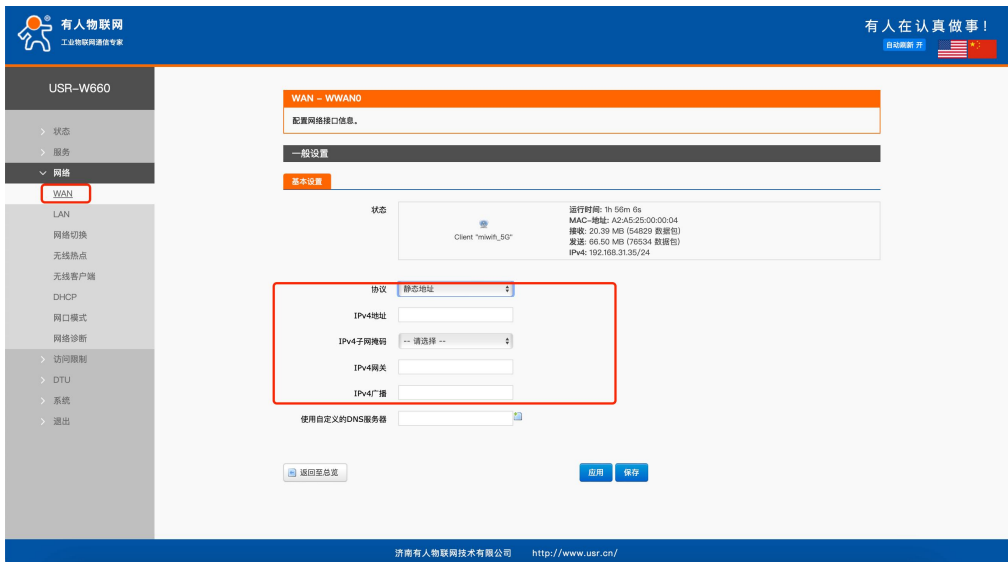 有人物联网
工业物联网通信专家
有人在认真做事！
自动刷新 开
USR-W660
状态
服务
网络
WAN
LAN
网络切换
无线热点
无线客户端
DHCP
网口模式
网络诊断
访问限制
DTU
系统
退出
WAN - WWAN0
配置网络接口信息。
一般设置
基本设置
状态
Client "miwifi_5G"
运行时间: 1h 56m 6s
MAC-地址: A2:A5:25:00:00:04
接收: 20.39 MB (54829 数据包)
发送: 66.50 MB (76534 数据包)
IPv4: 192.168.31.35/24
协议 静态地址
IPv4地址
IPv4子网掩码 -- 请选择 --
IPv4网关
IPv4广播
使用自定义的DNS服务器
返回至总览 应用 保存
济南有人物联网技术有限公司 http://www.usr.cn/